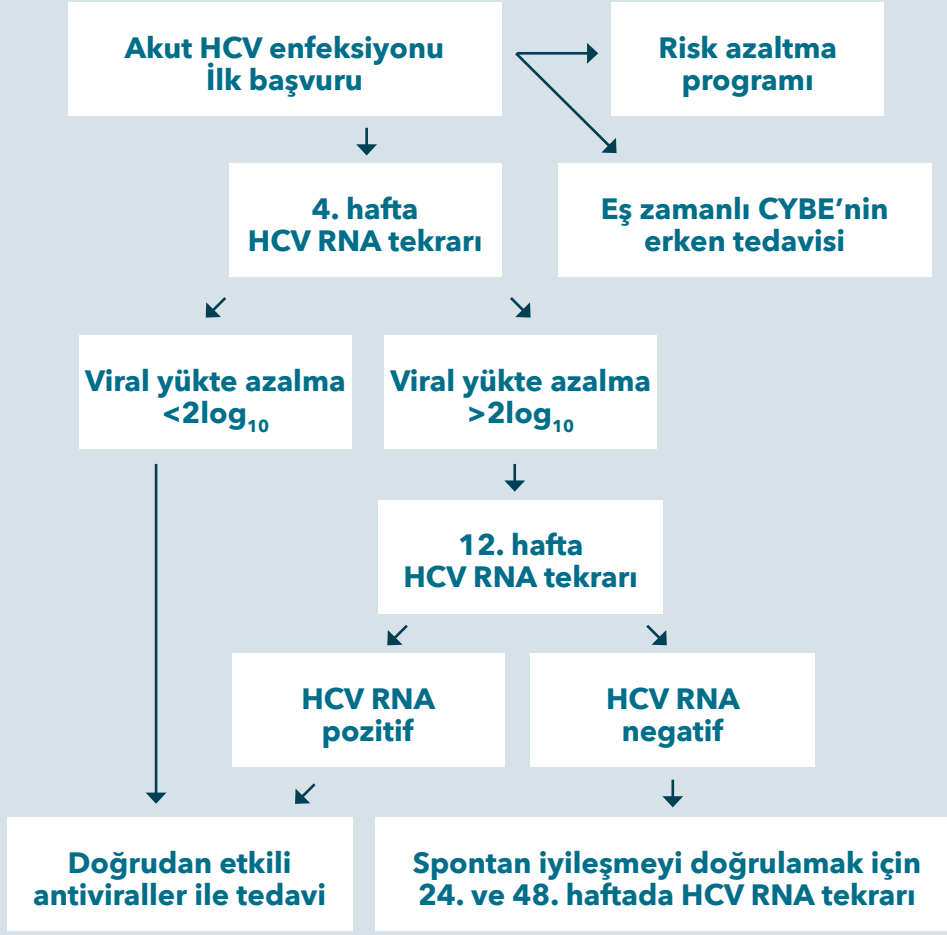 Akut HCV enfeksiyonu
İlk başvuru
Risk azaltma
programı
4. hafta
HCV RNA tekrarı
Eş zamanlı CYBE’nin
erken tedavisi
Viral yükte azalma
<2log₁₀
Viral yükte azalma
>2log₁₀
12. hafta
HCV RNA tekrarı
HCV RNA
pozitif
HCV RNA
negatif
Doğrudan etkili
antiviraller ile tedavi
Spontan iyileşmeyi doğrulamak için
24. ve 48. haftada HCV RNA tekrarı